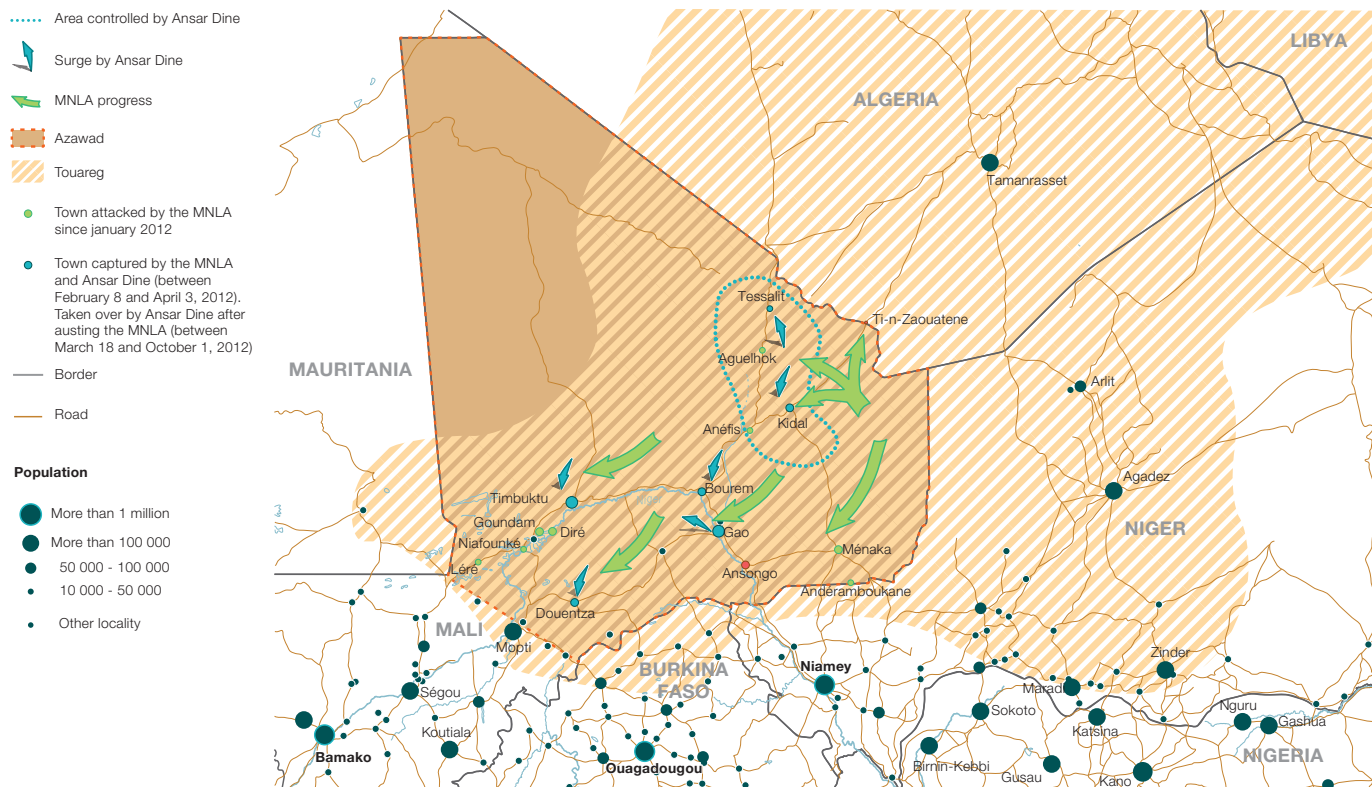 Area controlled by Ansar Dine
Surge by Ansar Dine
MNLA progress
Azawad
Touareg
Town attacked by the MNLA
since january 2012
Town captured by the MNLA
and Ansar Dine (between
February 8 and April 3, 2012).
Taken over by Ansar Dine after
austing the MNLA (between
March 18 and October 1, 2012)
Border
Road
Population
More than 1 million
More than 100 000
50 000 - 100 000
10 000 - 50 000
Other locality
LIBYA
ALGERIA
Tamanrasset
Tessalit
Ti-n-Zaouatene
Aguelhok
MAURITANIA
Arlit
Kidal
Anéfis
Agadez
Timbuktu
Bourem
Goundam
Diré
Gao
NIGER
Niafounké
Ménaka
Léré
Ansongo
Andéramboukane
Douentza
MALI
Mopti
BURKINA
FASO
Niamey
Zinder
Ségou
Maradi
Sokoto
Nguru
Gashua
Koutiala
Katsina
Bamako
Ouagadougou
Birnin-Kebbi
Gusau
Kano
NIGERIA